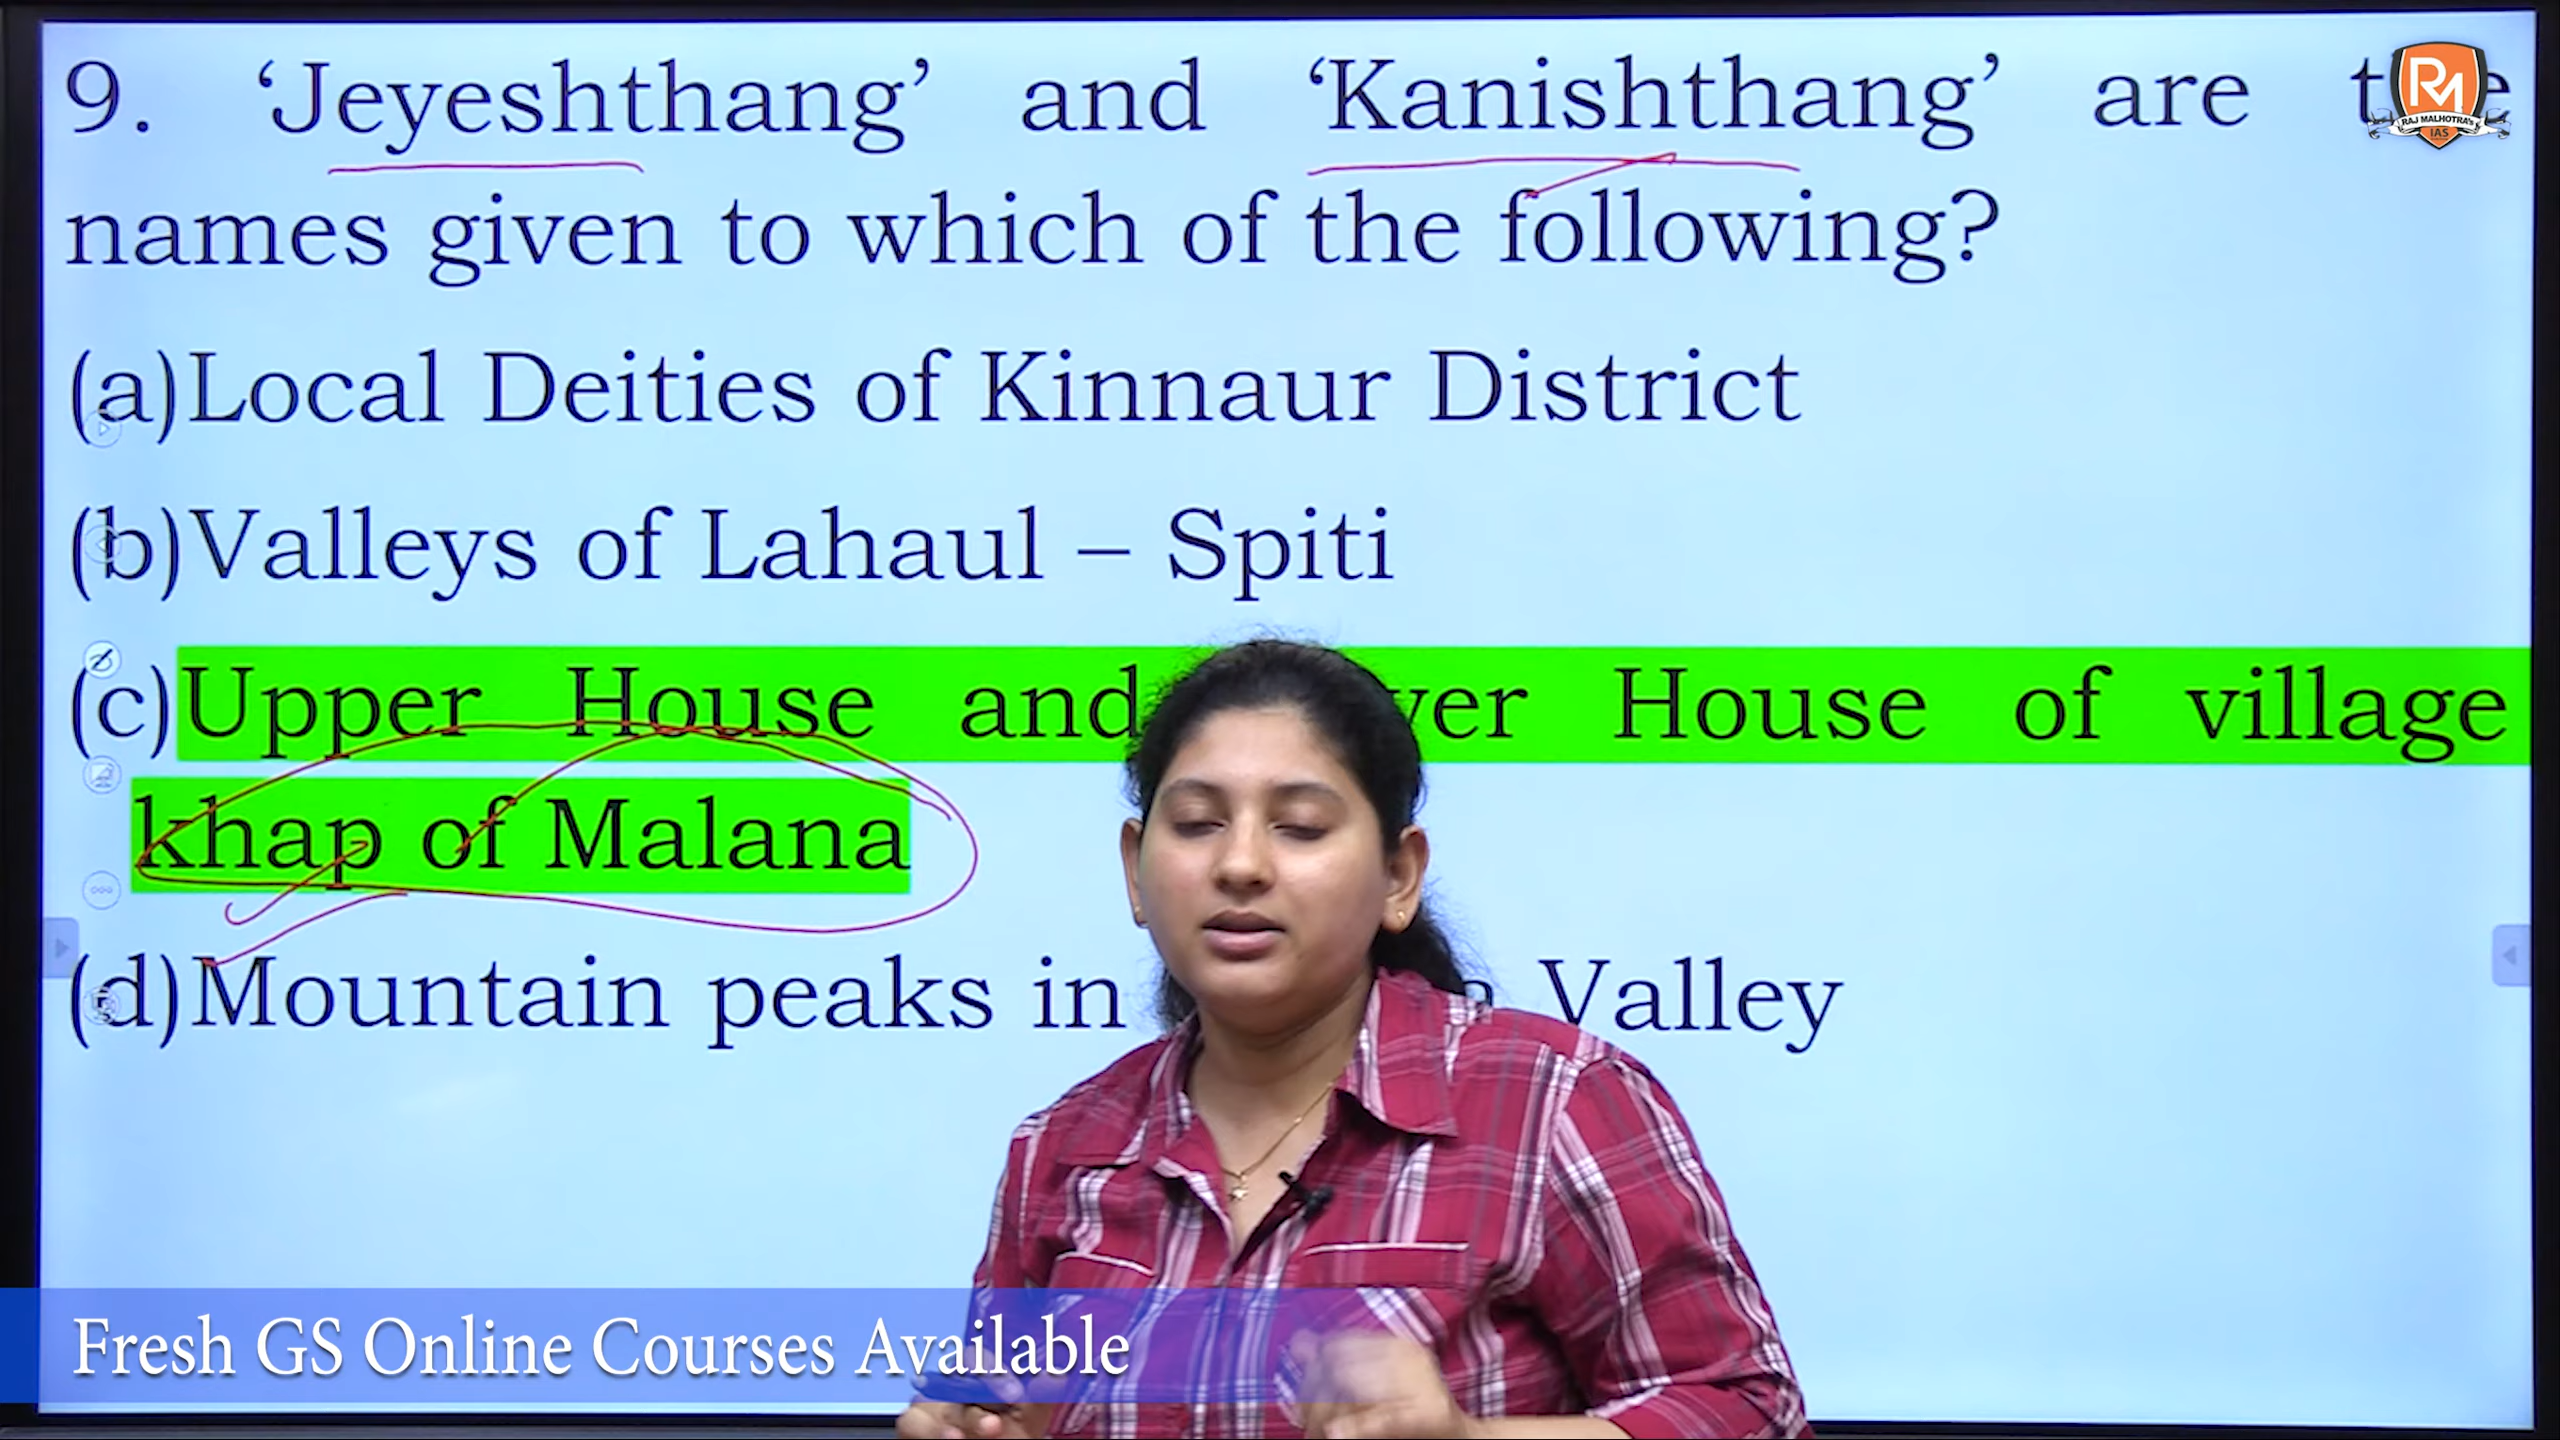 9. ‘Jeyeshthang’ and ‘Kanishthang’ are
names given to which of the following?
(a)Local Deities of Kinnaur District
(b)Valleys of Lahaul – Spiti
(c)Upper House and House of village
khap of Malana
(d)Mountain peaks in Valley
RM
RAJ MALHOTRA's
IAS
Fresh GS Online Courses Available